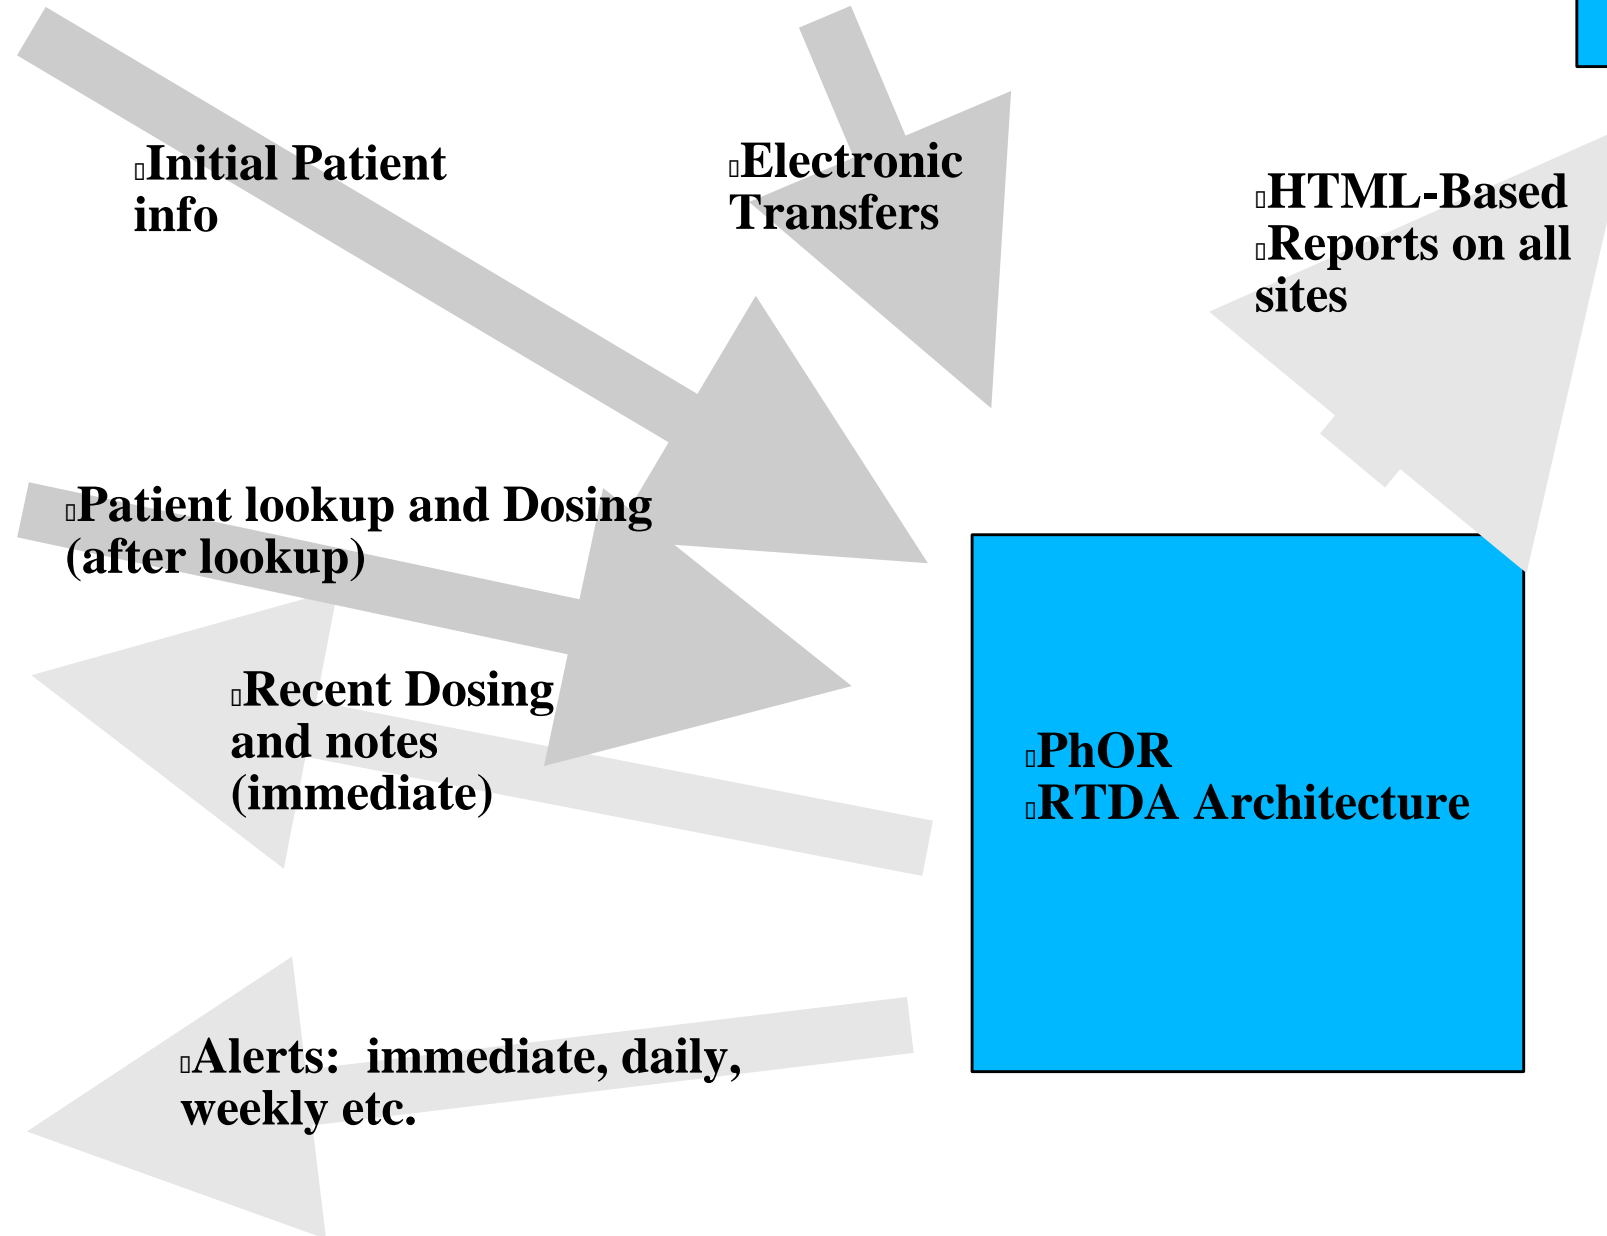 Initial Patient
info
Electronic
Transfers
HTML-Based
Reports on all
sites
Patient lookup and Dosing
(after lookup)
Recent Dosing
and notes
(immediate)
PhOR
RTDA Architecture
Alerts:  immediate, daily,
weekly etc.